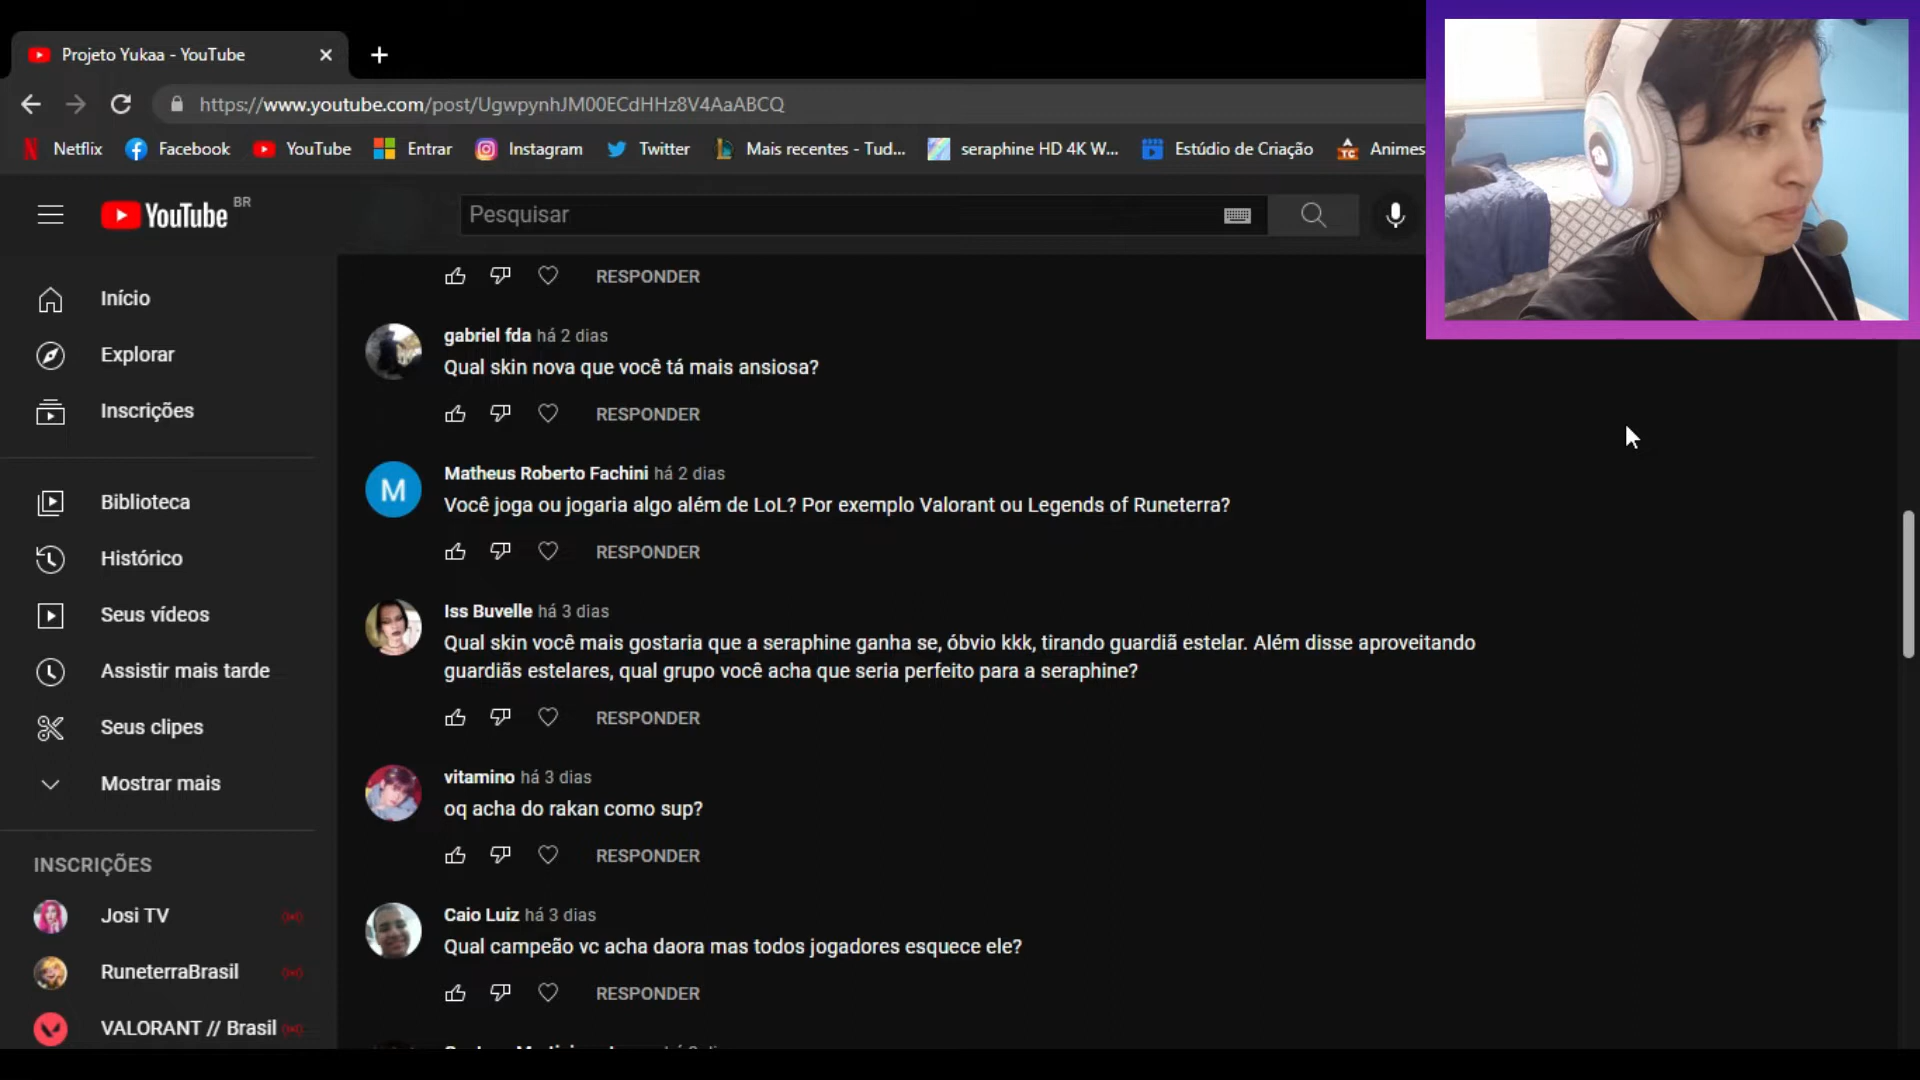 Projeto Yukaa - YouTube
https://www.youtube.com/post/UgwpynhJM00ECdHHz8V4AaABCQ
Netflix Facebook YouTube Entrar Instagram Twitter Mais recentes - Tud... seraphine HD 4K W... Estúdio de Criação Animes
YouTube BR
Pesquisar
Início
Explorar
Inscrições
Biblioteca
Histórico
Seus vídeos
Assistir mais tarde
Seus clipes
Mostrar mais
INSCRIÇÕES
Josi TV
RuneterraBrasil
VALORANT // Brasil
RESPONDER
gabriel fda há 2 dias
Qual skin nova que você tá mais ansiosa?
RESPONDER
M
Matheus Roberto Fachini há 2 dias
Você joga ou jogaria algo além de LoL? Por exemplo Valorant ou Legends of Runeterra?
RESPONDER
Iss Buvelle há 3 dias
Qual skin você mais gostaria que a seraphine ganha se, óbvio kkk, tirando guardiã estelar. Além disse aproveitando
guardiãs estelares, qual grupo você acha que seria perfeito para a seraphine?
RESPONDER
vitamino há 3 dias
oq acha do rakan como sup?
RESPONDER
Caio Luiz há 3 dias
Qual campeão vc acha daora mas todos jogadores esquece ele?
RESPONDER